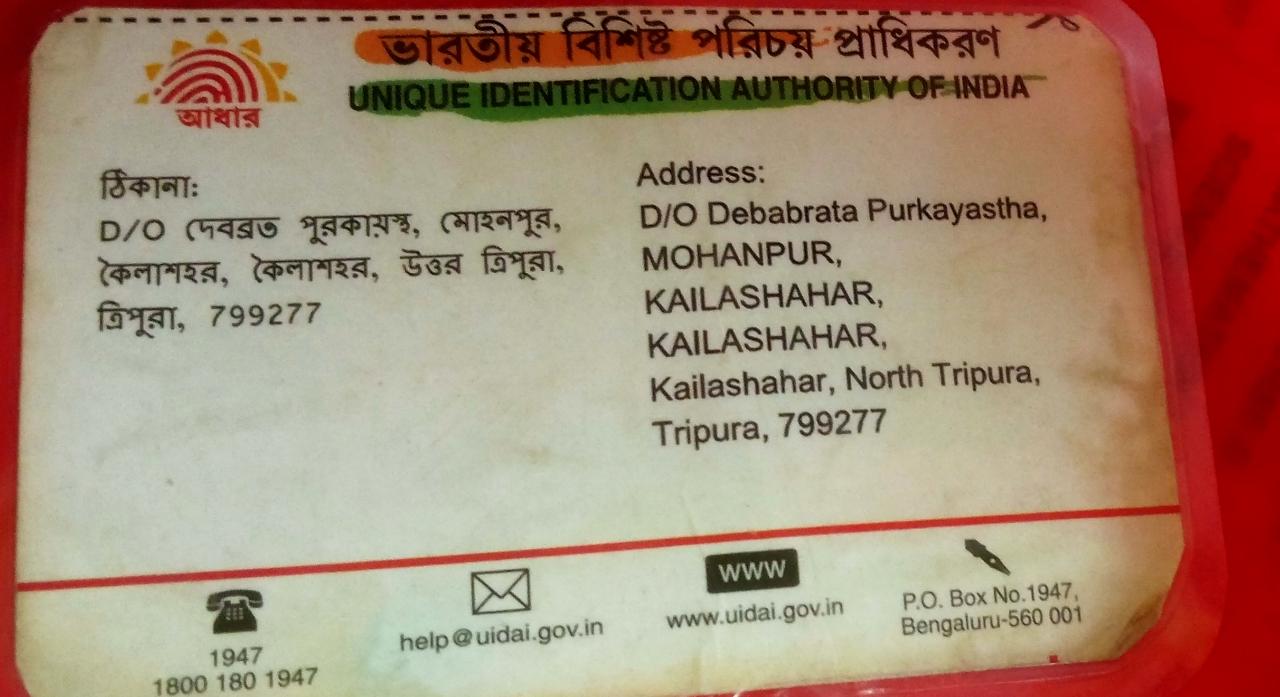 ভারতীয় বিশিষ্ট পরিচয় প্রাধিকরণ
UNIQUE IDENTIFICATION AUTHORITY OF INDIA
আধার
ঠিকানা:
D/O দেবব্রত পুরকায়স্থ, মোহনপুর,
কৈলাশহর, কৈলাশহর, উত্তর ত্রিপুরা,
ত্রিপুরা, 799277
Address:
D/O Debabrata Purkayastha,
MOHANPUR,
KAILASHAHAR,
KAILASHAHAR,
Kailashahar, North Tripura,
Tripura, 799277
1947
1800 180 1947
help@uidai.gov.in
www
www.uidai.gov.in
P.O. Box No.1947,
Bengaluru-560 001